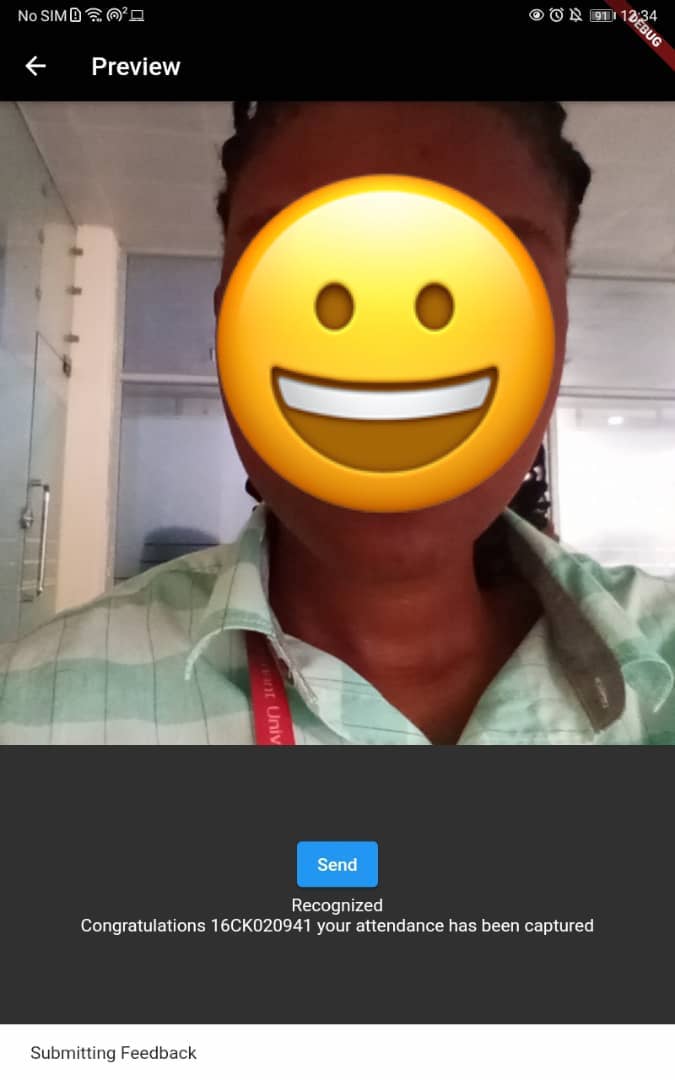 No SIM
91
12:34
DEBUG
Preview
Univ
Send
Recognized
Congratulations 16CK020941 your attendance has been captured
Submitting Feedback